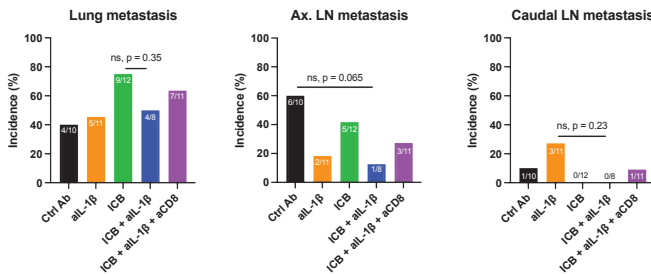 Lung metastasis
Incidence (%)
100
80
60
40
20
0
ns, p = 0.35
4/10
5/11
9/12
4/8
7/11
Ctrl Ab
aIL-1β
ICB
ICB + aIL-1β
ICB + aIL-1β + aCD8
Ax. LN metastasis
Incidence (%)
100
80
60
40
20
0
ns, p = 0.065
6/10
2/11
5/12
1/8
3/11
Ctrl Ab
aIL-1β
ICB
ICB + aIL-1β
ICB + aIL-1β + aCD8
Caudal LN metastasis
Incidence (%)
100
80
60
40
20
0
ns, p = 0.23
1/10
3/11
0/12
0/8
1/11
Ctrl Ab
aIL-1β
ICB
ICB + aIL-1β
ICB + aIL-1β + aCD8